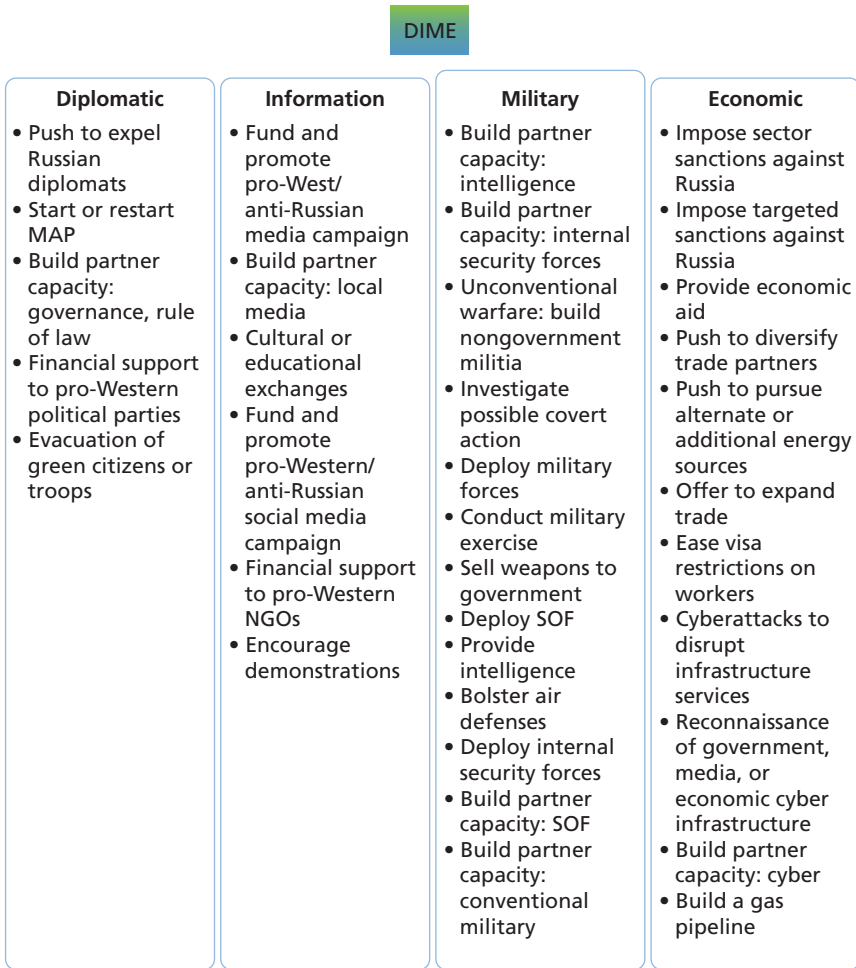 DIME
Diplomatic
• Push to expel
Russian
diplomats
• Start or restart
MAP
• Build partner
capacity:
governance, rule
of law
• Financial support
to pro-Western
political parties
• Evacuation of
green citizens or
troops
Information
• Fund and
promote
pro-West/
anti-Russian
media campaign
• Build partner
capacity: local
media
• Cultural or
educational
exchanges
• Fund and
promote
pro-Western/
anti-Russian
social media
campaign
• Financial support
to pro-Western
NGOs
• Encourage
demonstrations
Military
• Build partner
capacity:
intelligence
• Build partner
capacity: internal
security forces
• Unconventional
warfare: build
nongovernment
militia
• Investigate
possible covert
action
• Deploy military
forces
• Conduct military
exercise
• Sell weapons to
government
• Deploy SOF
• Provide
intelligence
• Bolster air
defenses
• Deploy internal
security forces
• Build partner
capacity: SOF
• Build partner
capacity:
conventional
military
Economic
• Impose sector
sanctions against
Russia
• Impose targeted
sanctions against
Russia
• Provide economic
aid
• Push to diversify
trade partners
• Push to pursue
alternate or
additional energy
sources
• Offer to expand
trade
• Ease visa
restrictions on
workers
• Cyberattacks to
disrupt
infrastructure
services
• Reconnaissance
of government,
media, or
economic cyber
infrastructure
• Build partner
capacity: cyber
• Build a gas
pipeline